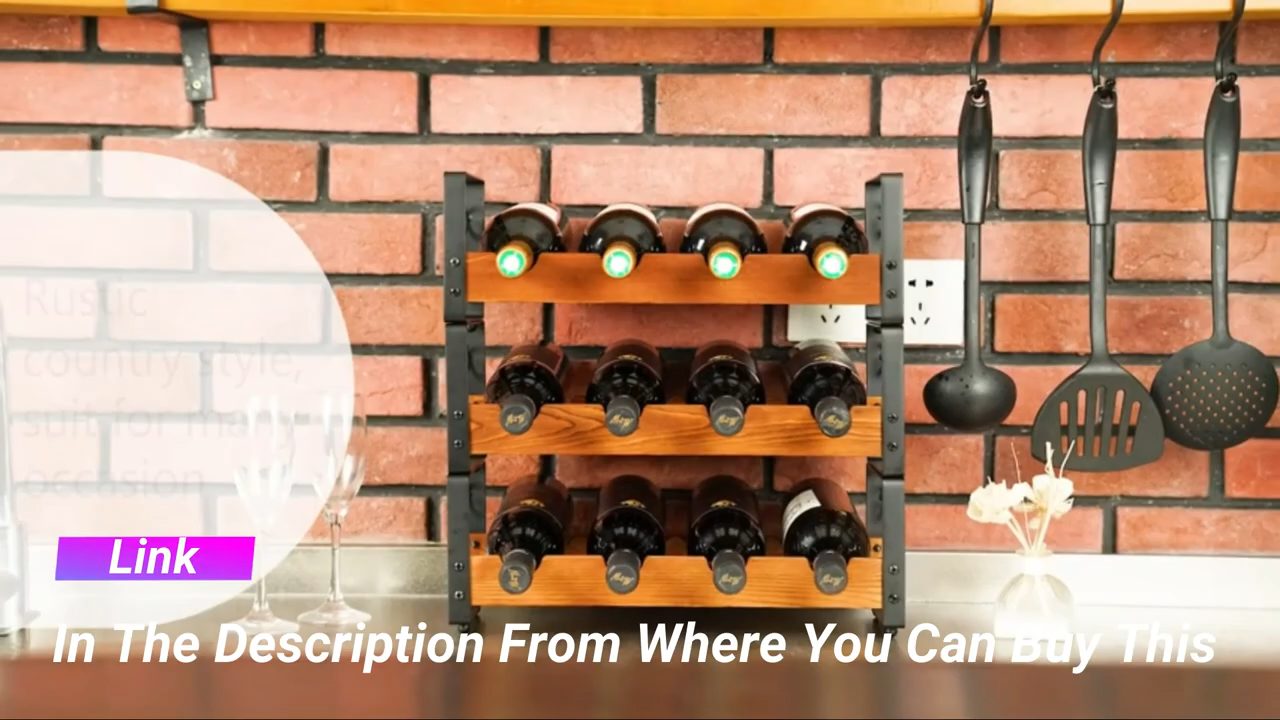 Rustic
country style,
suit for many
occasion
Link
In The Description From Where You Can Buy This